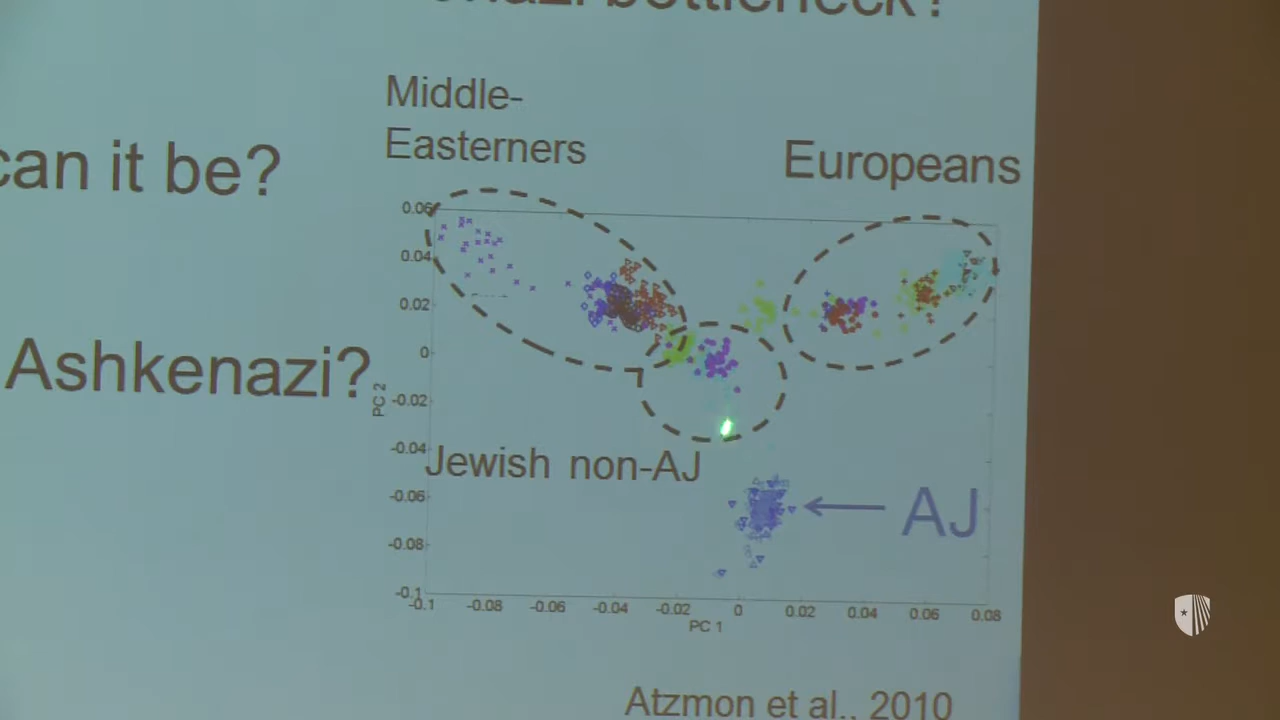 bottleneck?
Middle-
Easterners
Europeans
can it be?
Ashkenazi?
0.06
0.04
0.02
0
-0.02
-0.04
-0.06
-0.08
-0.1
PC 2
Jewish non-AJ
AJ
-0.1 -0.08 -0.06 -0.04 -0.02 0 0.02 0.04 0.06 0.08
PC 1
Atzmon et al., 2010